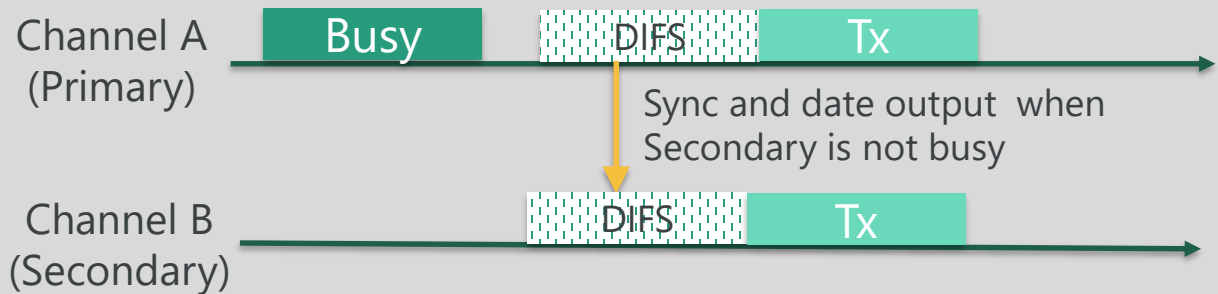 Channel A
(Primary)
Busy
DIFS
Tx
Sync and date output when
Secondary is not busy
Channel B
(Secondary)
DIFS
Tx